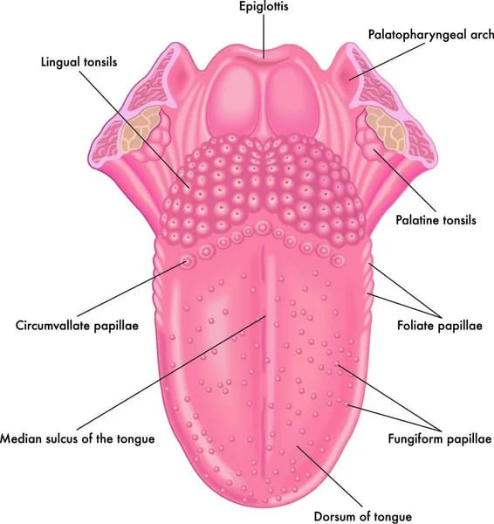 Epiglottis
Palatopharyngeal arch
Lingual tonsils
Palatine tonsils
Circumvallate papillae
Foliate papillae
Median sulcus of the tongue
Fungiform papillae
Dorsum of tongue